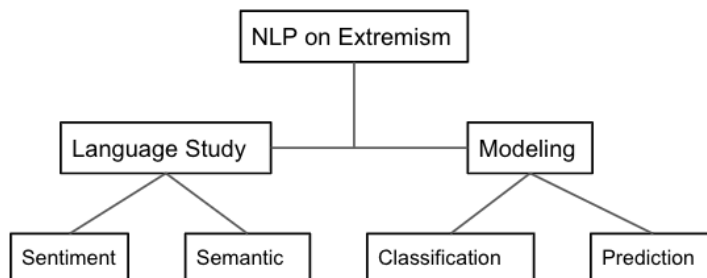 NLP on Extremism
Language Study
Modeling
Sentiment
Semantic
Classification
Prediction